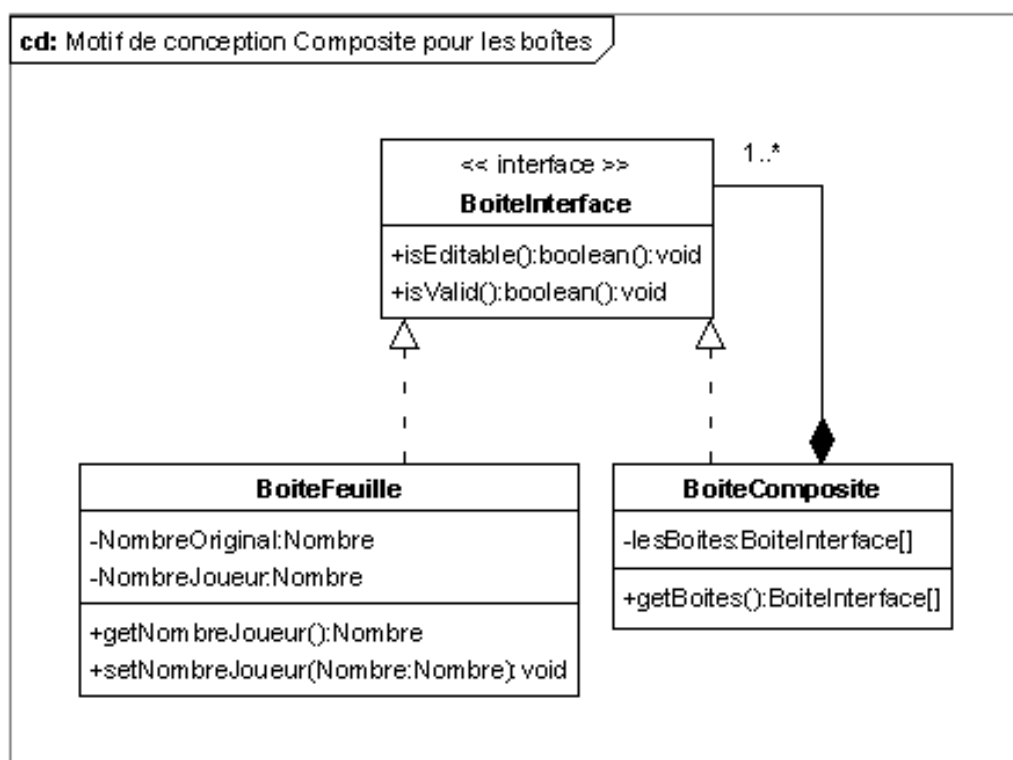 cd: Motif de conception Composite pour les boîtes
1..*
<< interface >>
BoiteInterface
+isEditable():boolean():void
+isValid():boolean():void
BoiteFeuille
-NombreOriginal:Nombre
-NombreJoueur:Nombre
+getNombreJoueur():Nombre
+setNombreJoueur(Nombre:Nombre): void
BoiteComposite
-lesBoites:BoiteInterface[]
+getBoites():BoiteInterface[]